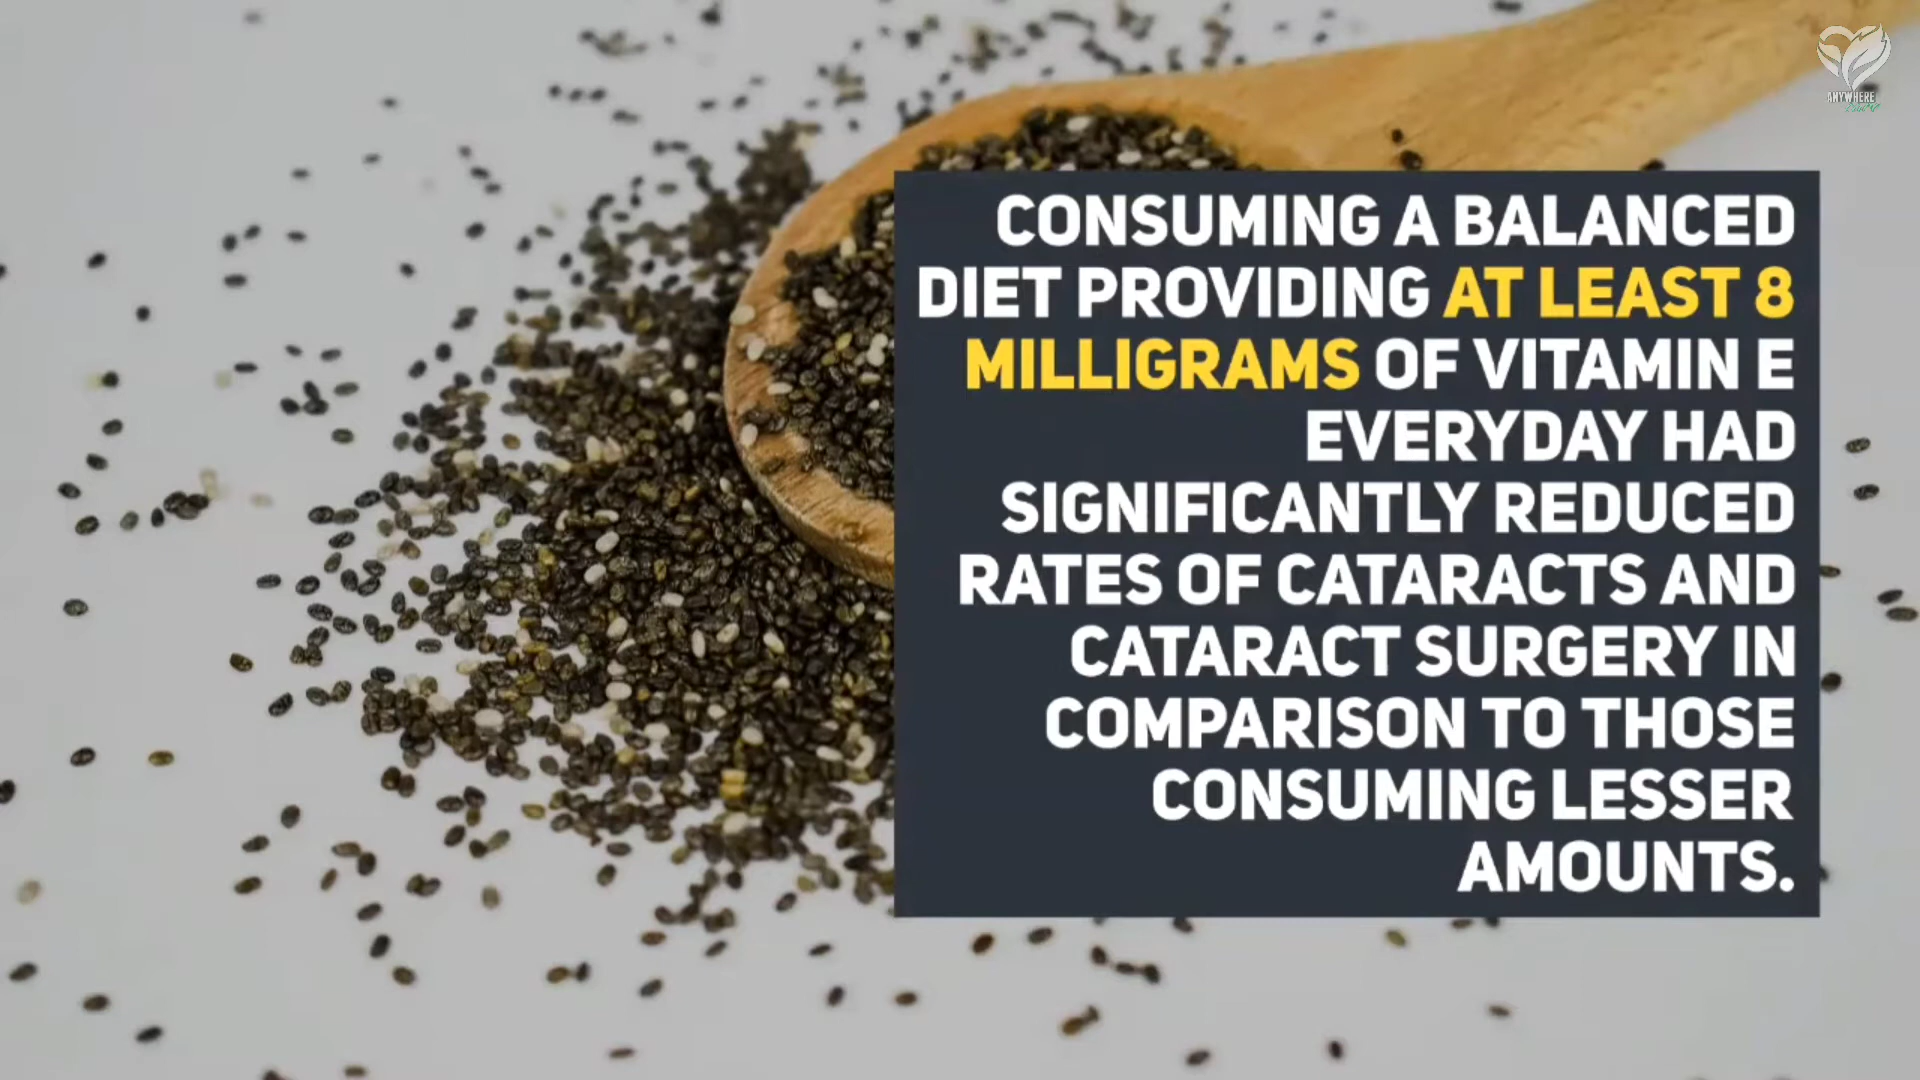 ANYWHERE
CONSUMING A BALANCED
DIET PROVIDING AT LEAST 8
MILLIGRAMS OF VITAMIN E
EVERYDAY HAD
SIGNIFICANTLY REDUCED
RATES OF CATARACTS AND
CATARACT SURGERY IN
COMPARISON TO THOSE
CONSUMING LESSER
AMOUNTS.